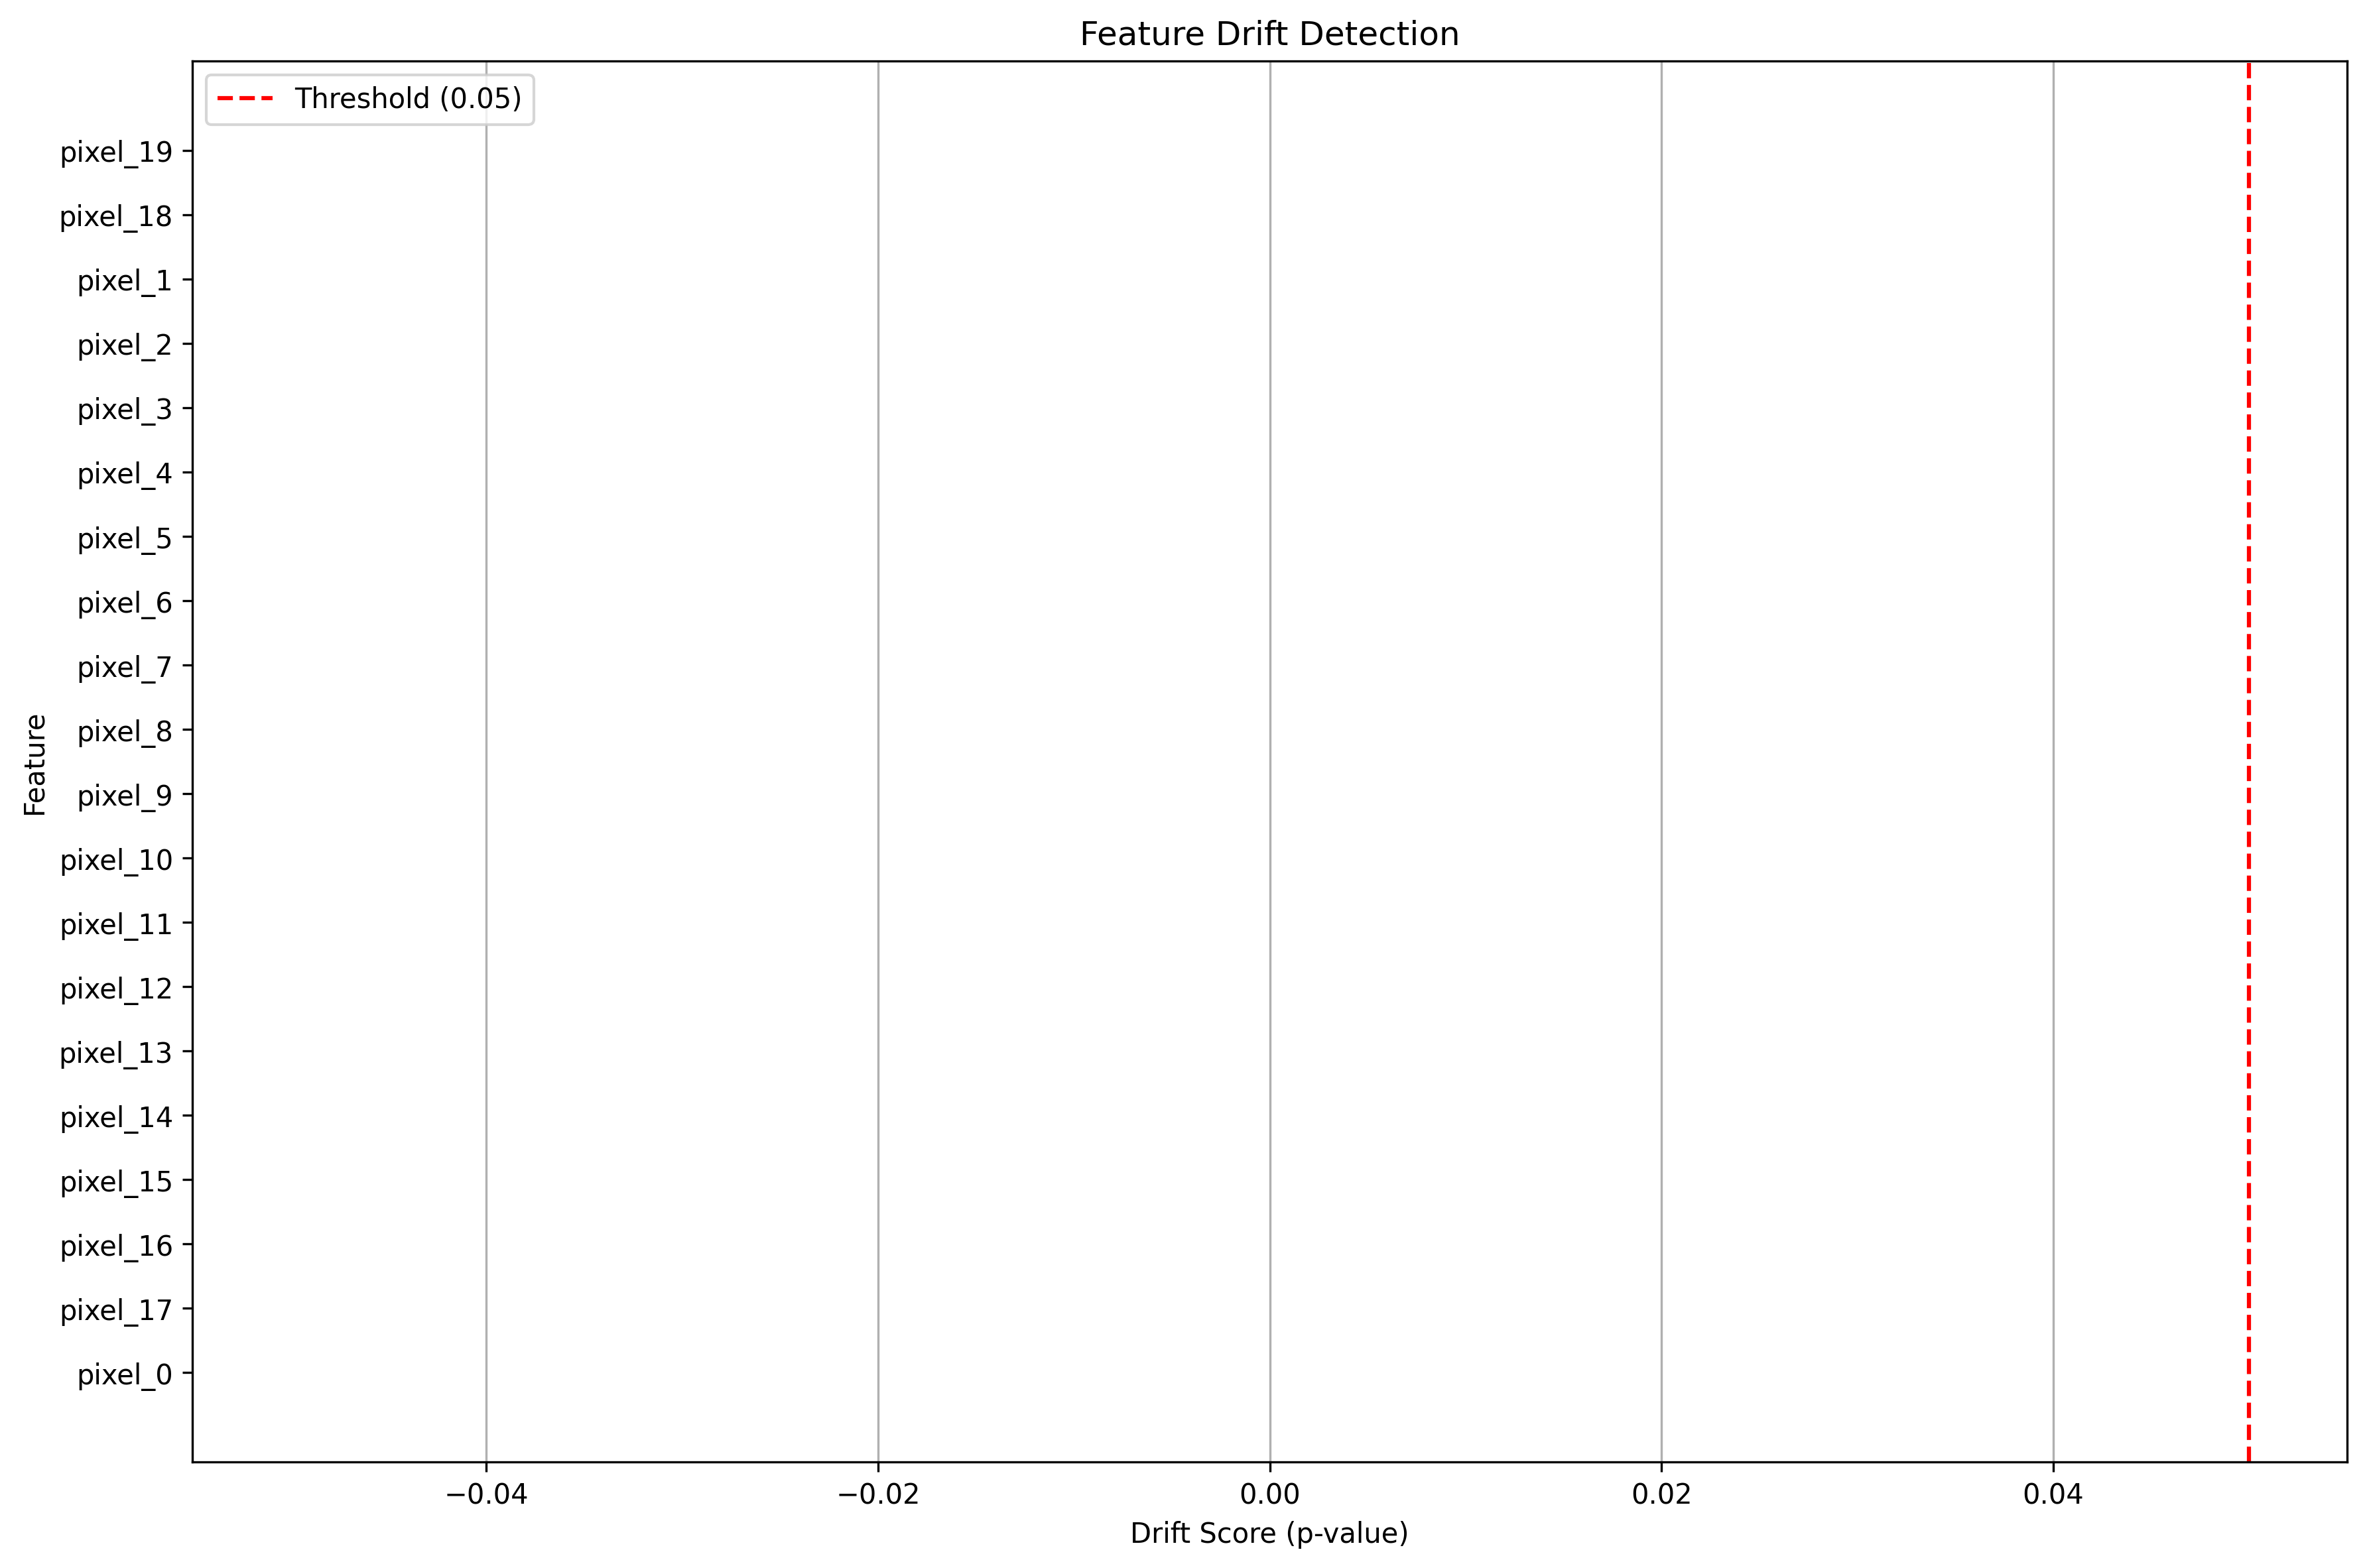 Feature Drift Detection
Threshold (0.05)
pixel_19
pixel_18
pixel_1
pixel_2
pixel_3
pixel_4
pixel_5
pixel_6
pixel_7
pixel_8
pixel_9
pixel_10
pixel_11
pixel_12
pixel_13
pixel_14
pixel_15
pixel_16
pixel_17
pixel_0
Feature
−0.04 −0.02 0.00 0.02 0.04
Drift Score (p-value)